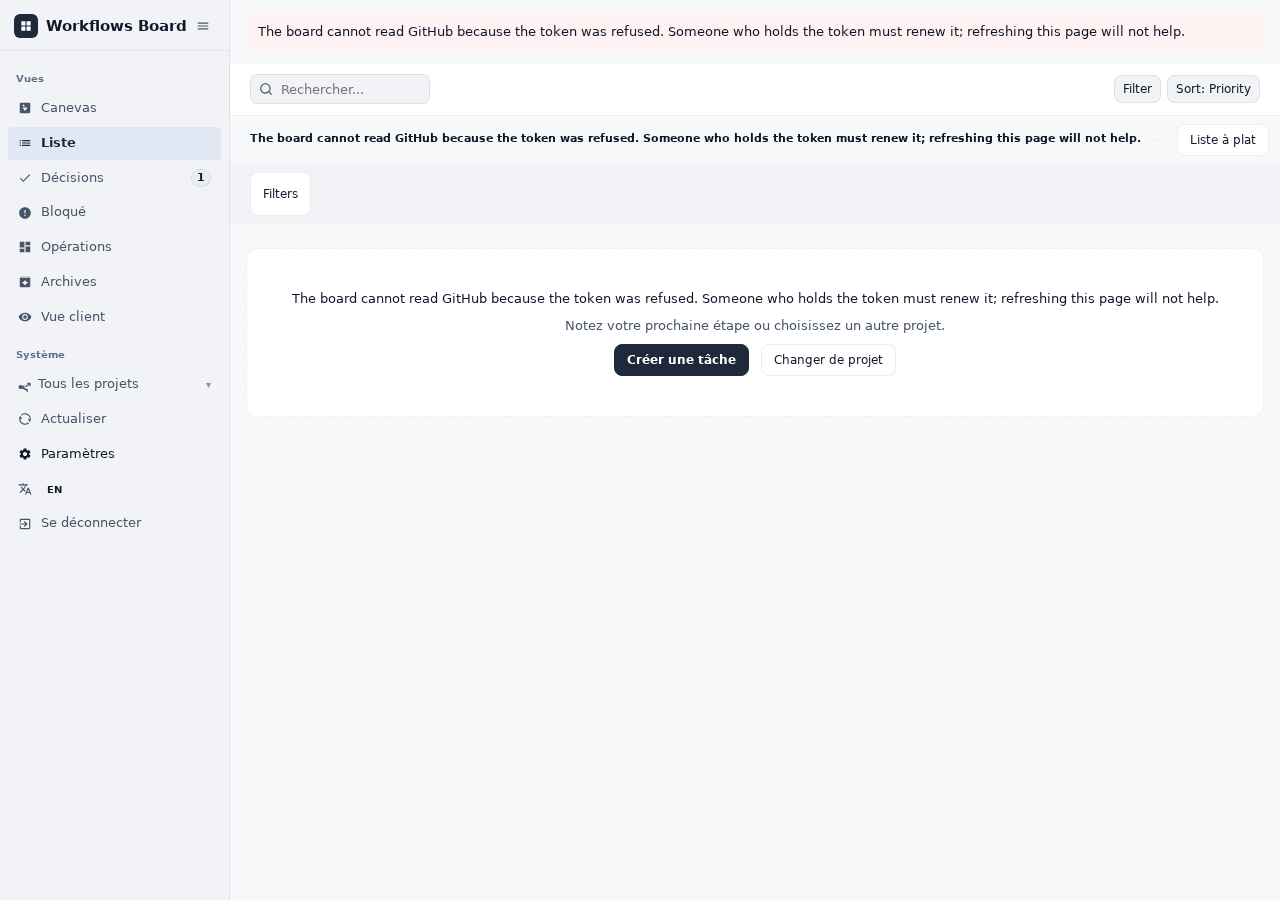 Workflows Board
Vues
Canevas
Liste
Décisions 1
Bloqué
Opérations
Archives
Vue client
Système
Tous les projets
Actualiser
Paramètres
EN
Se déconnecter
The board cannot read GitHub because the token was refused. Someone who holds the token must renew it; refreshing this page will not help.
Rechercher...
Filter
Sort: Priority
The board cannot read GitHub because the token was refused. Someone who holds the token must renew it; refreshing this page will not help.
Liste à plat
Filters
The board cannot read GitHub because the token was refused. Someone who holds the token must renew it; refreshing this page will not help.
Notez votre prochaine étape ou choisissez un autre projet.
Créer une tâche
Changer de projet